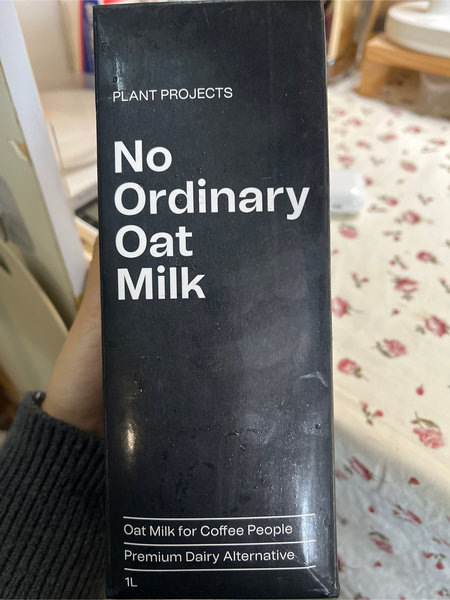 PLANT PROJECTS
No
Ordinary
Oat
Milk
Oat Milk for Coffee People
Premium Dairy Alternative
1L